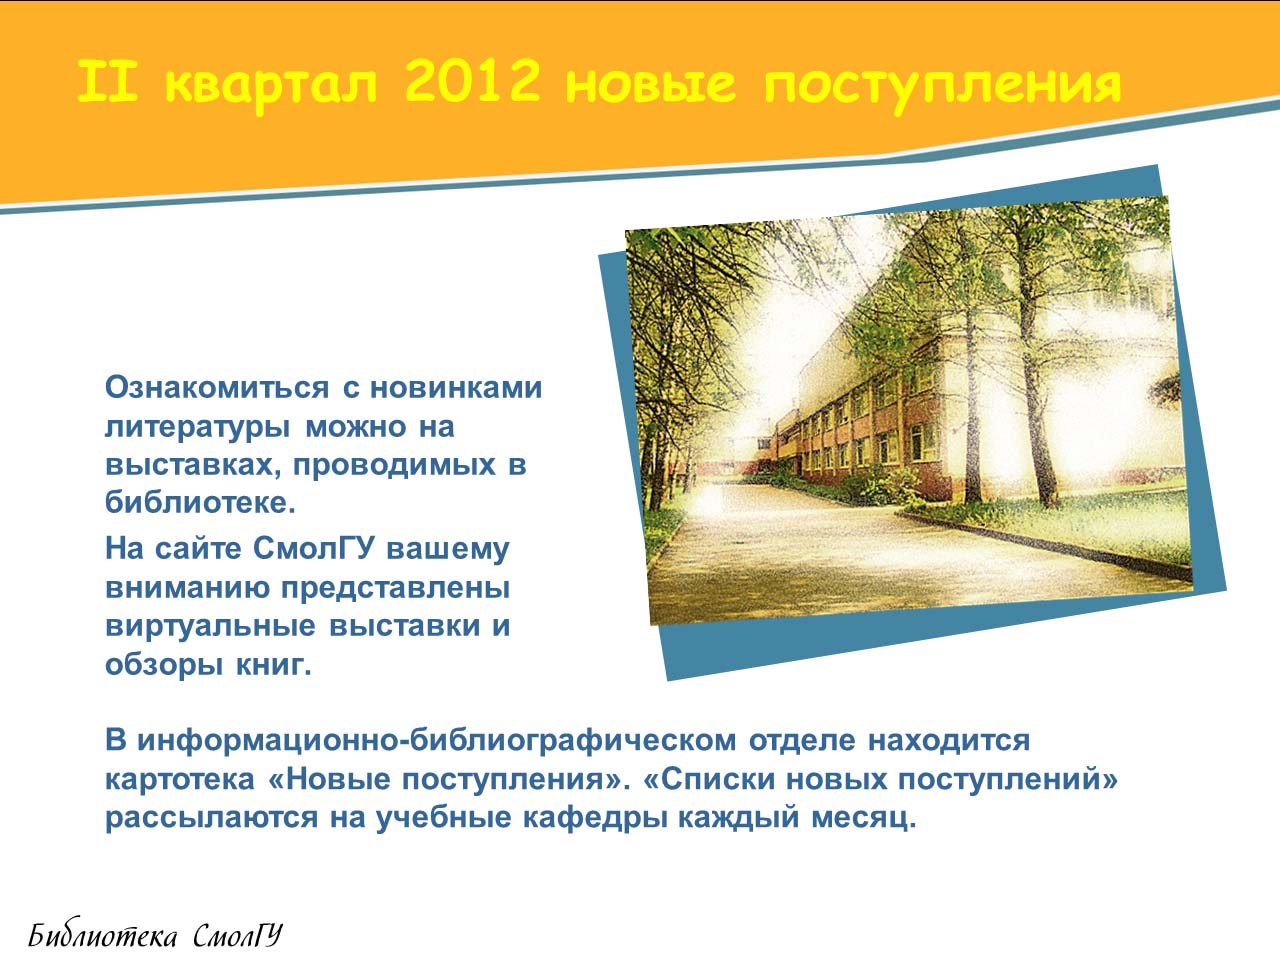 II квартал 2012 новые поступления
Ознакомиться с новинками
литературы можно на
выставках, проводимых в
библиотеке.
На сайте СмолГУ вашему
вниманию представлены
виртуальные выставки и
обзоры книг.
В информационно-библиографическом отделе находится
картотека «Новые поступления». «Списки новых поступлений»
рассылаются на учебные кафедры каждый месяц.
Библиотека СмолГУ